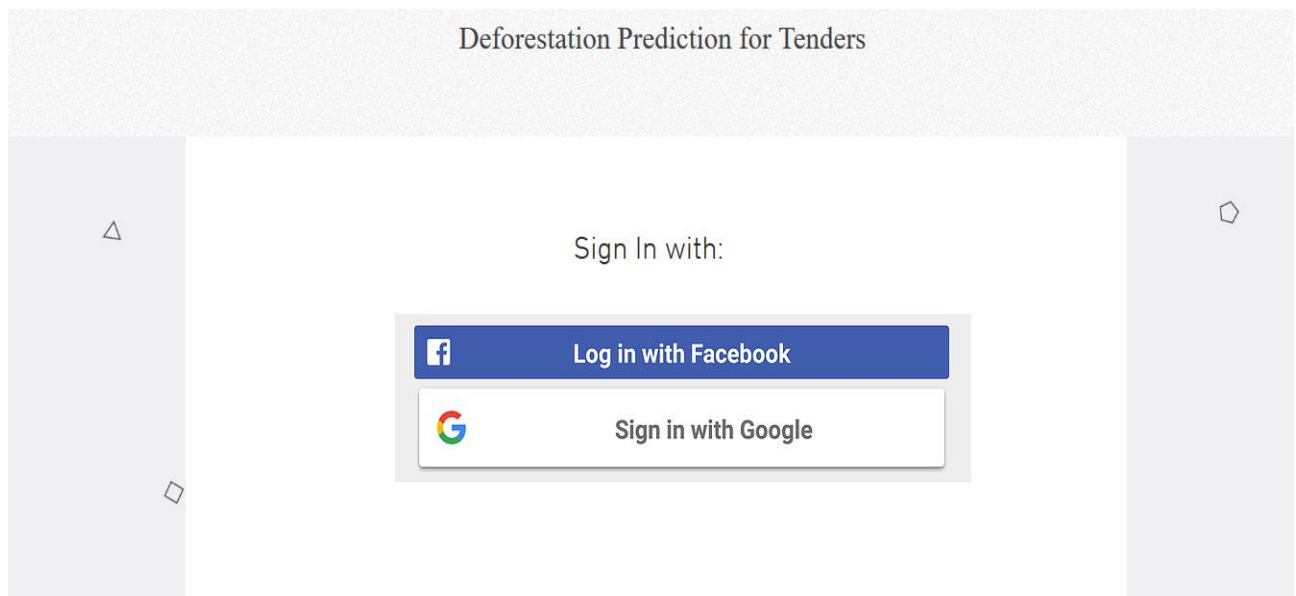 Deforestation Prediction for Tenders
Sign In with:
Log in with Facebook
Sign in with Google